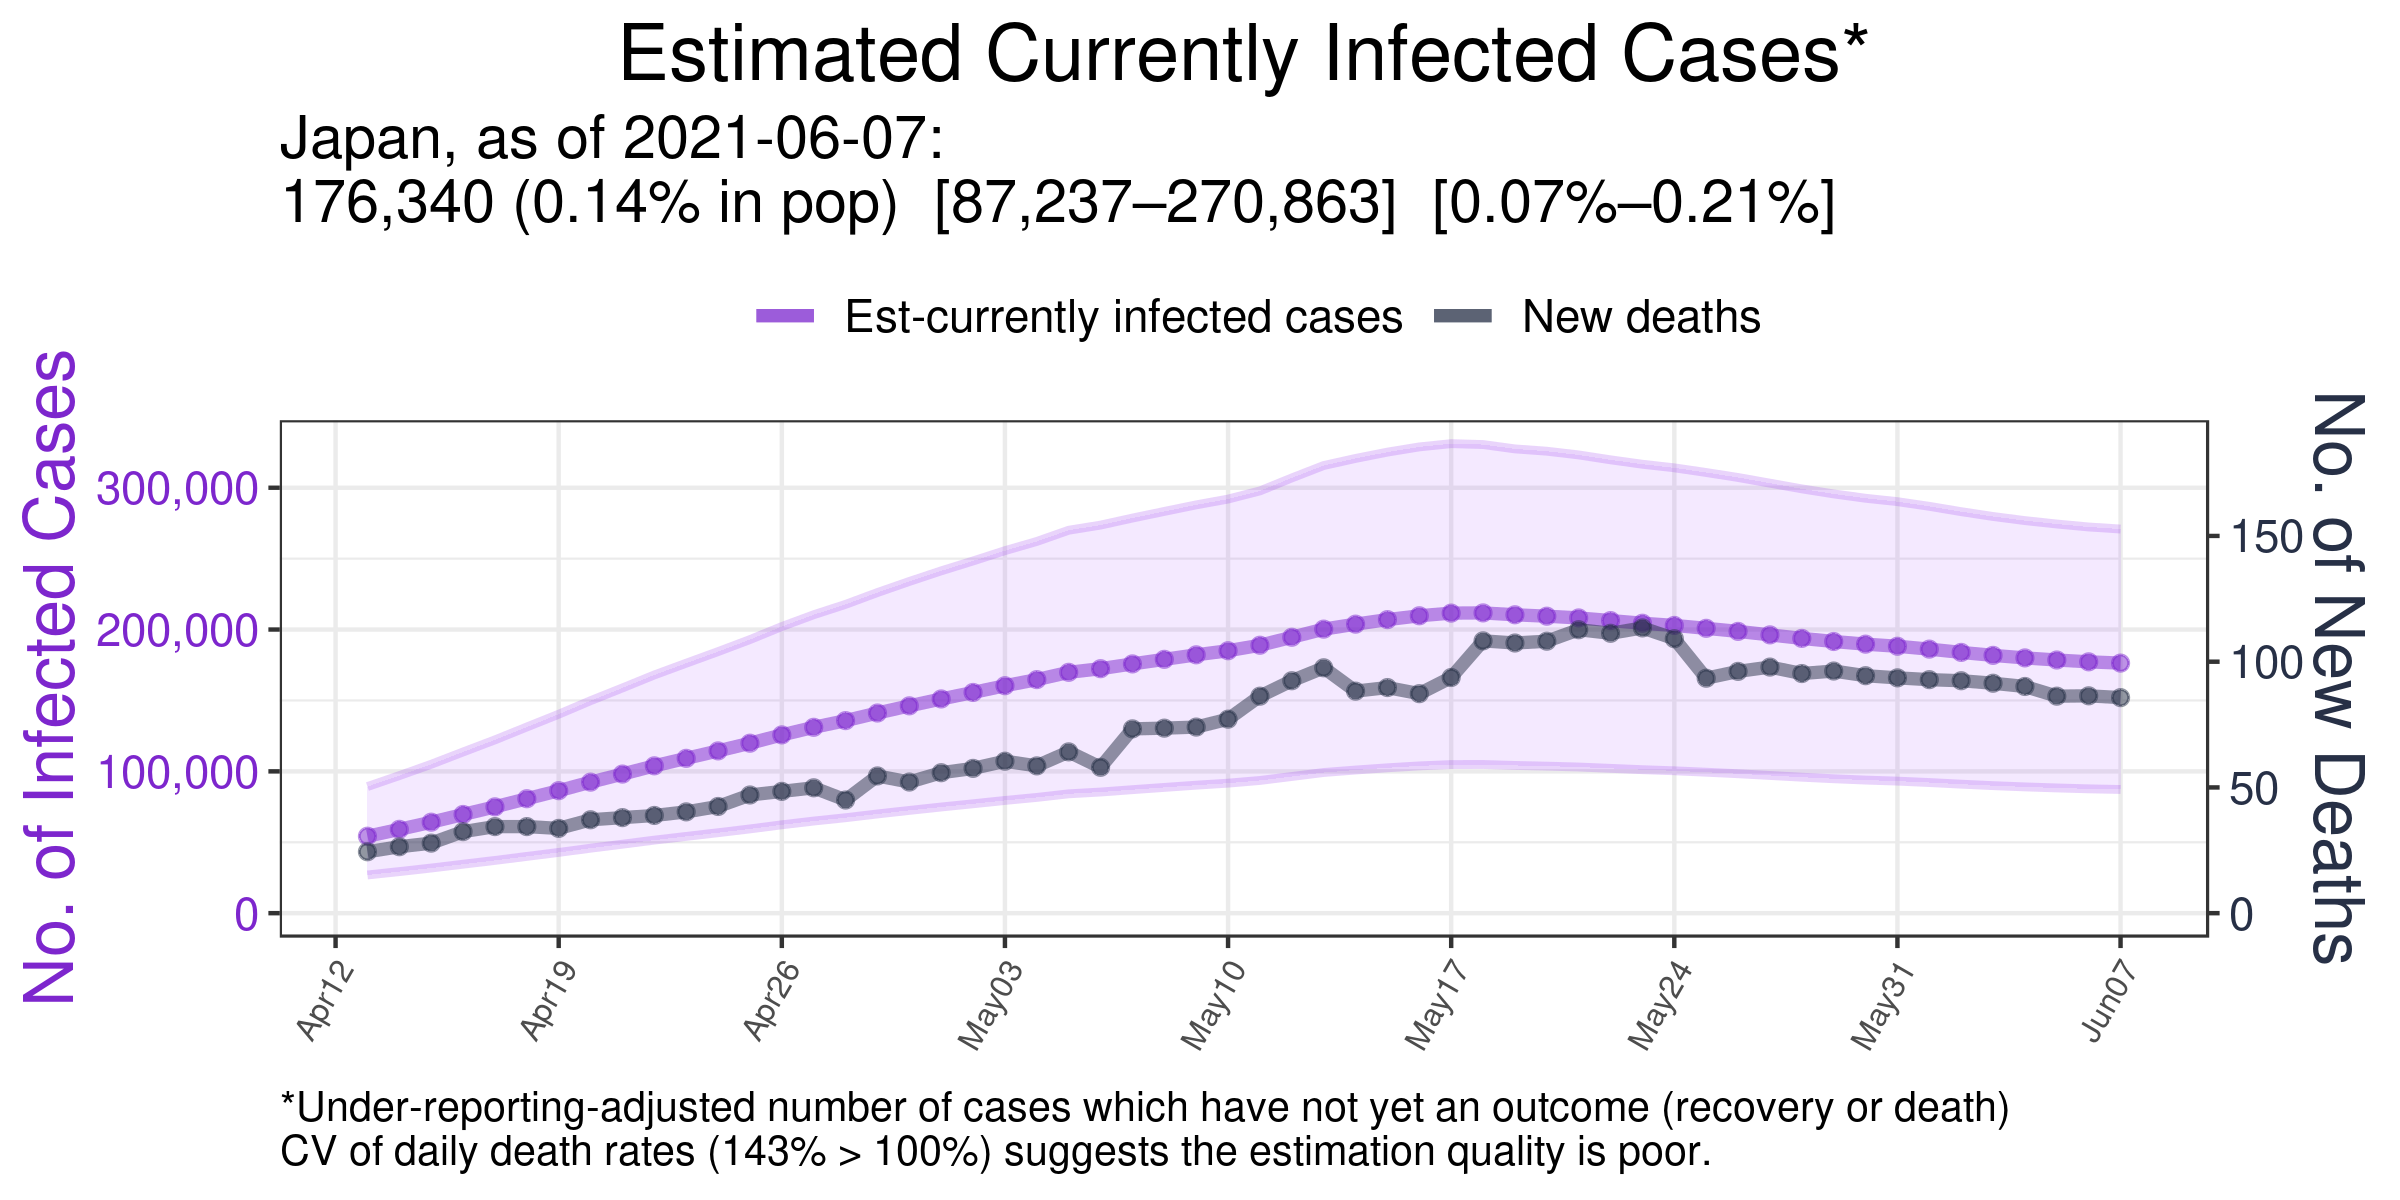 Estimated Currently Infected Cases*
Japan, as of 2021-06-07:
176,340 (0.14% in pop)  [87,237–270,863]  [0.07%–0.21%]
Est-currently infected cases
New deaths
No. of Infected Cases
300,000
200,000
100,000
0
No. of New Deaths
150
100
50
0
Apr12
Apr19
Apr26
May03
May10
May17
May24
May31
Jun07
*Under-reporting-adjusted number of cases which have not yet an outcome (recovery or death)
CV of daily death rates (143% > 100%) suggests the estimation quality is poor.